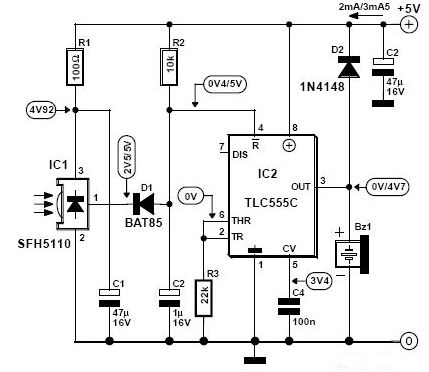 2mA/3mA5
+5V
R1
100Ω
R2
10k
D2
1N4148
C2
47µ
16V
4V92
0V4/5V
2V5/5V
IC1
3
1
2
SFH5110
D1
BAT85
4
8
R
7
DIS
IC2
TLC555C
OUT
3
0V/4V7
0V
6
THR
2
TR
CV
1
5
Bz1
+
–
R3
22k
3V4
C1
47µ
16V
C2
1µ
16V
C4
100n
0